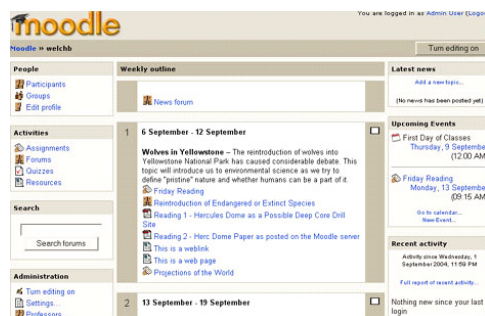 You are logged in as Admin User (Logo
moodle
Moodle » welchb
Turn editing on
People
Participants
Groups
Edit profile
Activities
Assignments
Forums
Quizzes
Resources
Search
Search forums
Administration
Turn editing on
Settings...
Professors
Weekly outline
News forum
1
6 September - 12 September
Wolves in Yellowstone – The reintroduction of wolves into
Yellowstone National Park has caused considerable debate. This
topic will introduce us to environmental science as we try to
define "pristine" nature and whether humans can be a part of it.
Friday Reading
Reintroduction of Endangered or Extinct Species
Reading 1 - Hercules Dome as a Possible Deep Core Drill
Site
Reading 2 - Herc Dome Paper as posted on the Moodle server
This is a weblink
This is a web page
Projections of the World
2
13 September - 19 September
Latest news
Add a new topic...
(No news has been posted yet)
Upcoming Events
First Day of Classes
Thursday, 9 Septembe
(12:00 AM
Friday Reading
Monday, 13 Septembe
(09:15 AM
Go to calendar...
New Event...
Recent activity
Activity since Wednesday, 1
September 2004, 11:59 PM
Full report of recent activity...
Nothing new since your last
login